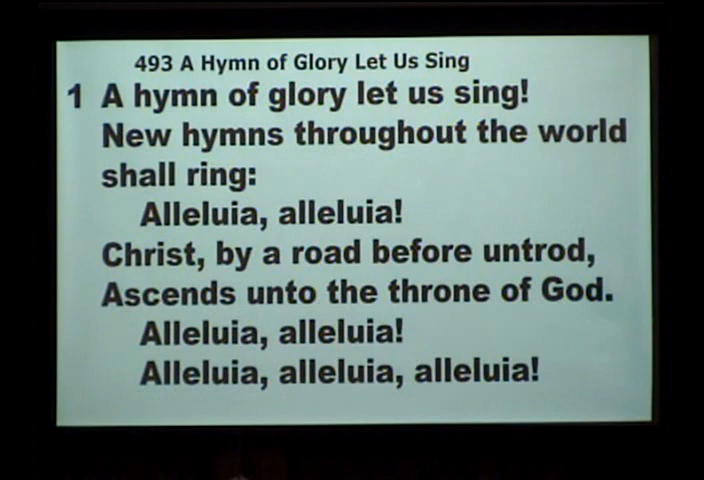 493 A Hymn of Glory Let Us Sing
1 A hymn of glory let us sing!
New hymns throughout the world
shall ring:
Alleluia, alleluia!
Christ, by a road before untrod,
Ascends unto the throne of God.
Alleluia, alleluia!
Alleluia, alleluia, alleluia!